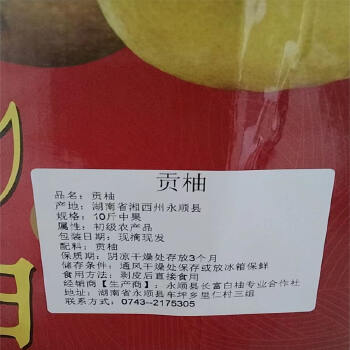 贡柚
品名：贡柚
产地：湖南省湘西州永顺县
规格：10斤中果
属性：初级农产品
包装日期：现摘现发
配料：贡柚
保质期：阴凉干燥处存放3个月
储存条件：通风干燥处保存或放冰箱保鲜
食用方法：剥皮后直接食用
经销商【生产商】：永顺县长富白柚专业合作社
地址：湖南省永顺县车坪乡里仁村三组
联系方式：0743-2175305